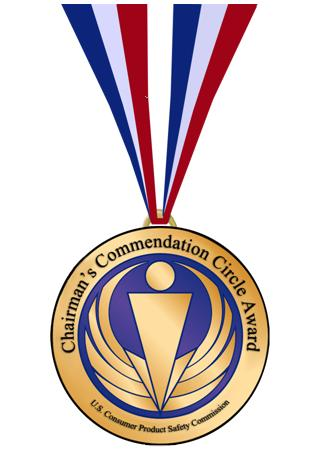 Chairman's Commendation Circle Award
U.S. Consumer Product Safety Commission